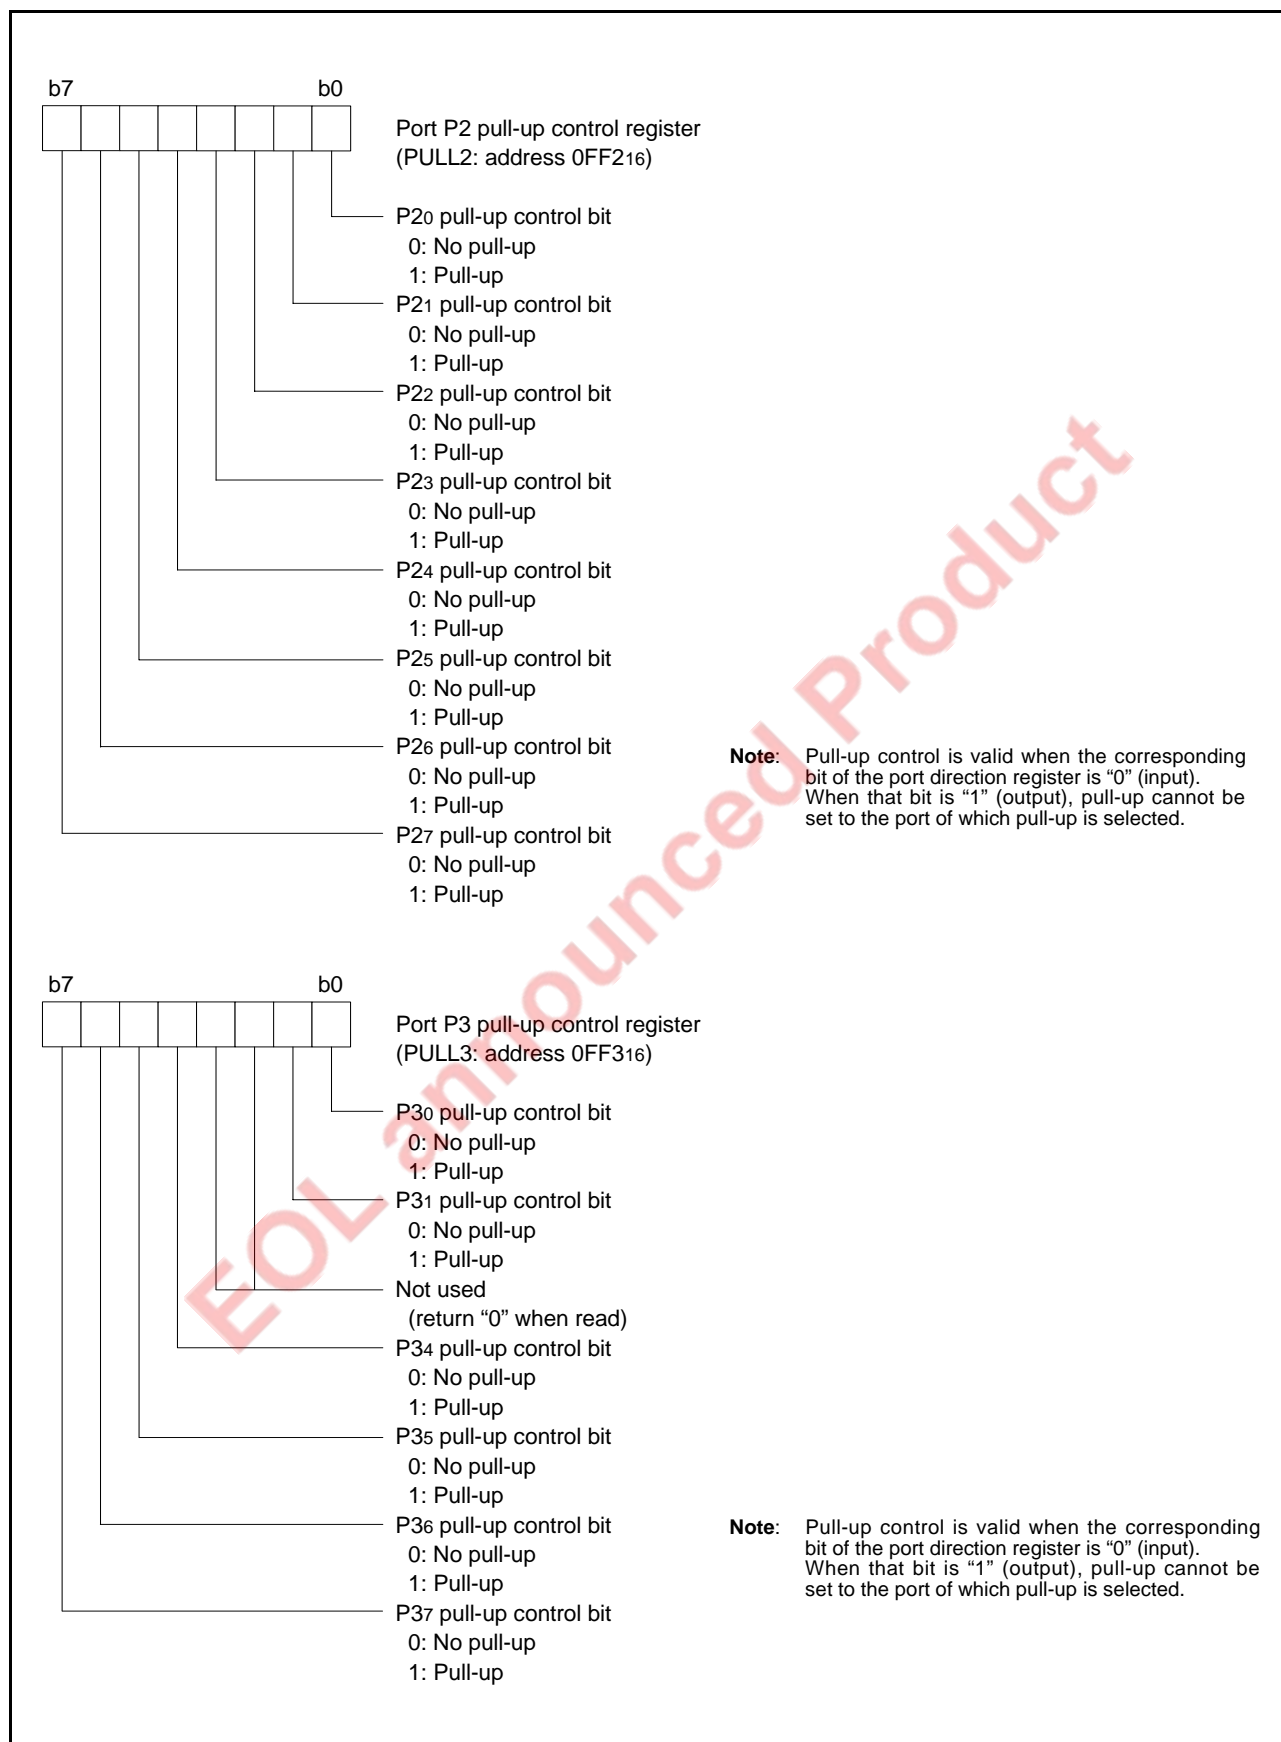 b7 b0
Port P2 pull-up control register
(PULL2: address 0FF216)
P20 pull-up control bit
0: No pull-up
1: Pull-up
P21 pull-up control bit
0: No pull-up
1: Pull-up
P22 pull-up control bit
0: No pull-up
1: Pull-up
P23 pull-up control bit
0: No pull-up
1: Pull-up
P24 pull-up control bit
0: No pull-up
1: Pull-up
P25 pull-up control bit
0: No pull-up
1: Pull-up
P26 pull-up control bit
0: No pull-up
1: Pull-up
P27 pull-up control bit
0: No pull-up
1: Pull-up
Note: Pull-up control is valid when the corresponding
bit of the port direction register is “0” (input).
When that bit is “1” (output), pull-up cannot be
set to the port of which pull-up is selected.
b7 b0
Port P3 pull-up control register
(PULL3: address 0FF316)
P30 pull-up control bit
0: No pull-up
1: Pull-up
P31 pull-up control bit
0: No pull-up
1: Pull-up
Not used
(return “0” when read)
P34 pull-up control bit
0: No pull-up
1: Pull-up
P35 pull-up control bit
0: No pull-up
1: Pull-up
P36 pull-up control bit
0: No pull-up
1: Pull-up
P37 pull-up control bit
0: No pull-up
1: Pull-up
Note: Pull-up control is valid when the corresponding
bit of the port direction register is “0” (input).
When that bit is “1” (output), pull-up cannot be
set to the port of which pull-up is selected.
EOL announced Product